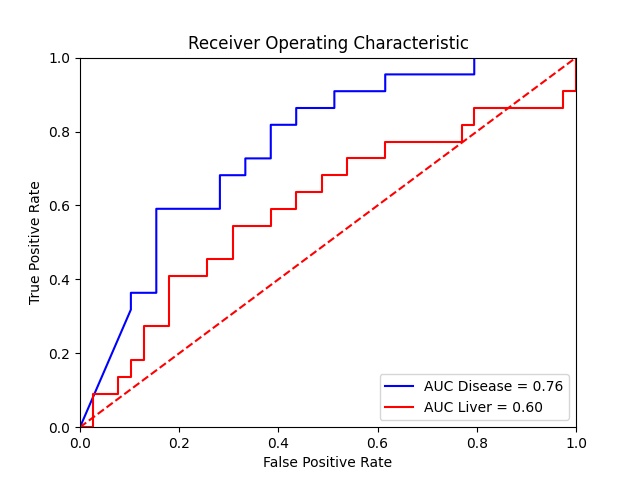 Receiver Operating Characteristic
True Positive Rate
1.0
0.8
0.6
0.4
0.2
0.0
AUC Disease = 0.76
AUC Liver = 0.60
0.0 0.2 0.4 0.6 0.8 1.0
False Positive Rate